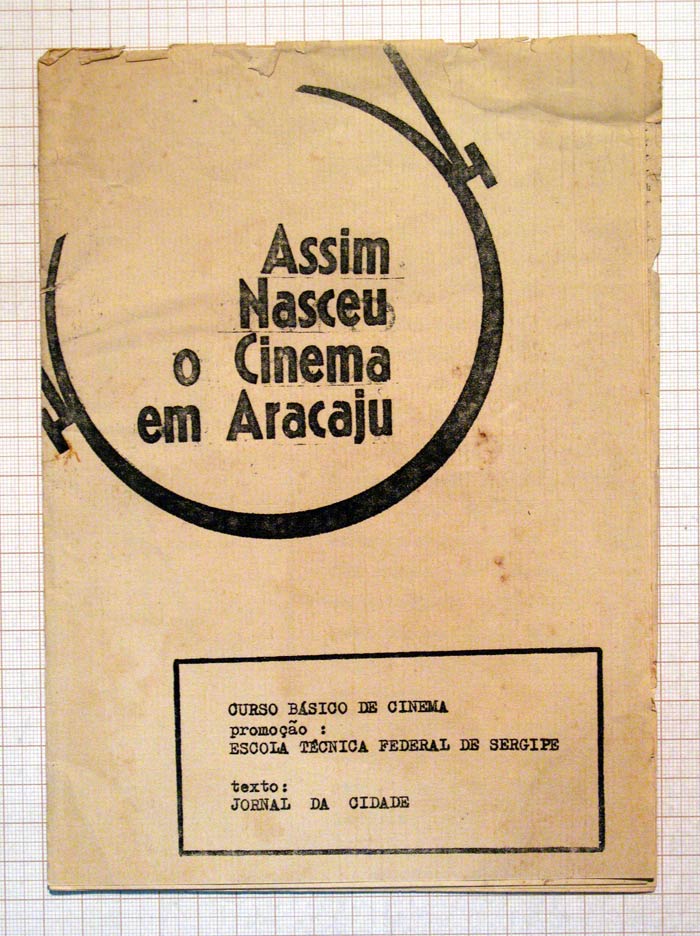 Assim
Nasceu
o Cinema
em Aracaju
CURSO BÁSICO DE CINEMA
promoção :
ESCOLA TÉCNICA FEDERAL DE SERGIPE
texto:
JORNAL DA CIDADE